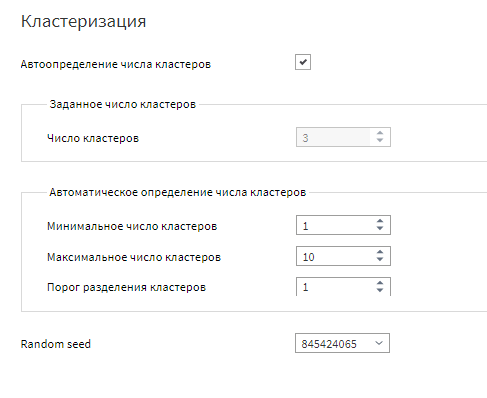 Кластеризация
Автоопределение числа кластеров
Заданное число кластеров
Число кластеров 3
Автоматическое определение числа кластеров
Минимальное число кластеров 1
Максимальное число кластеров 10
Порог разделения кластеров 1
Random seed 845424065